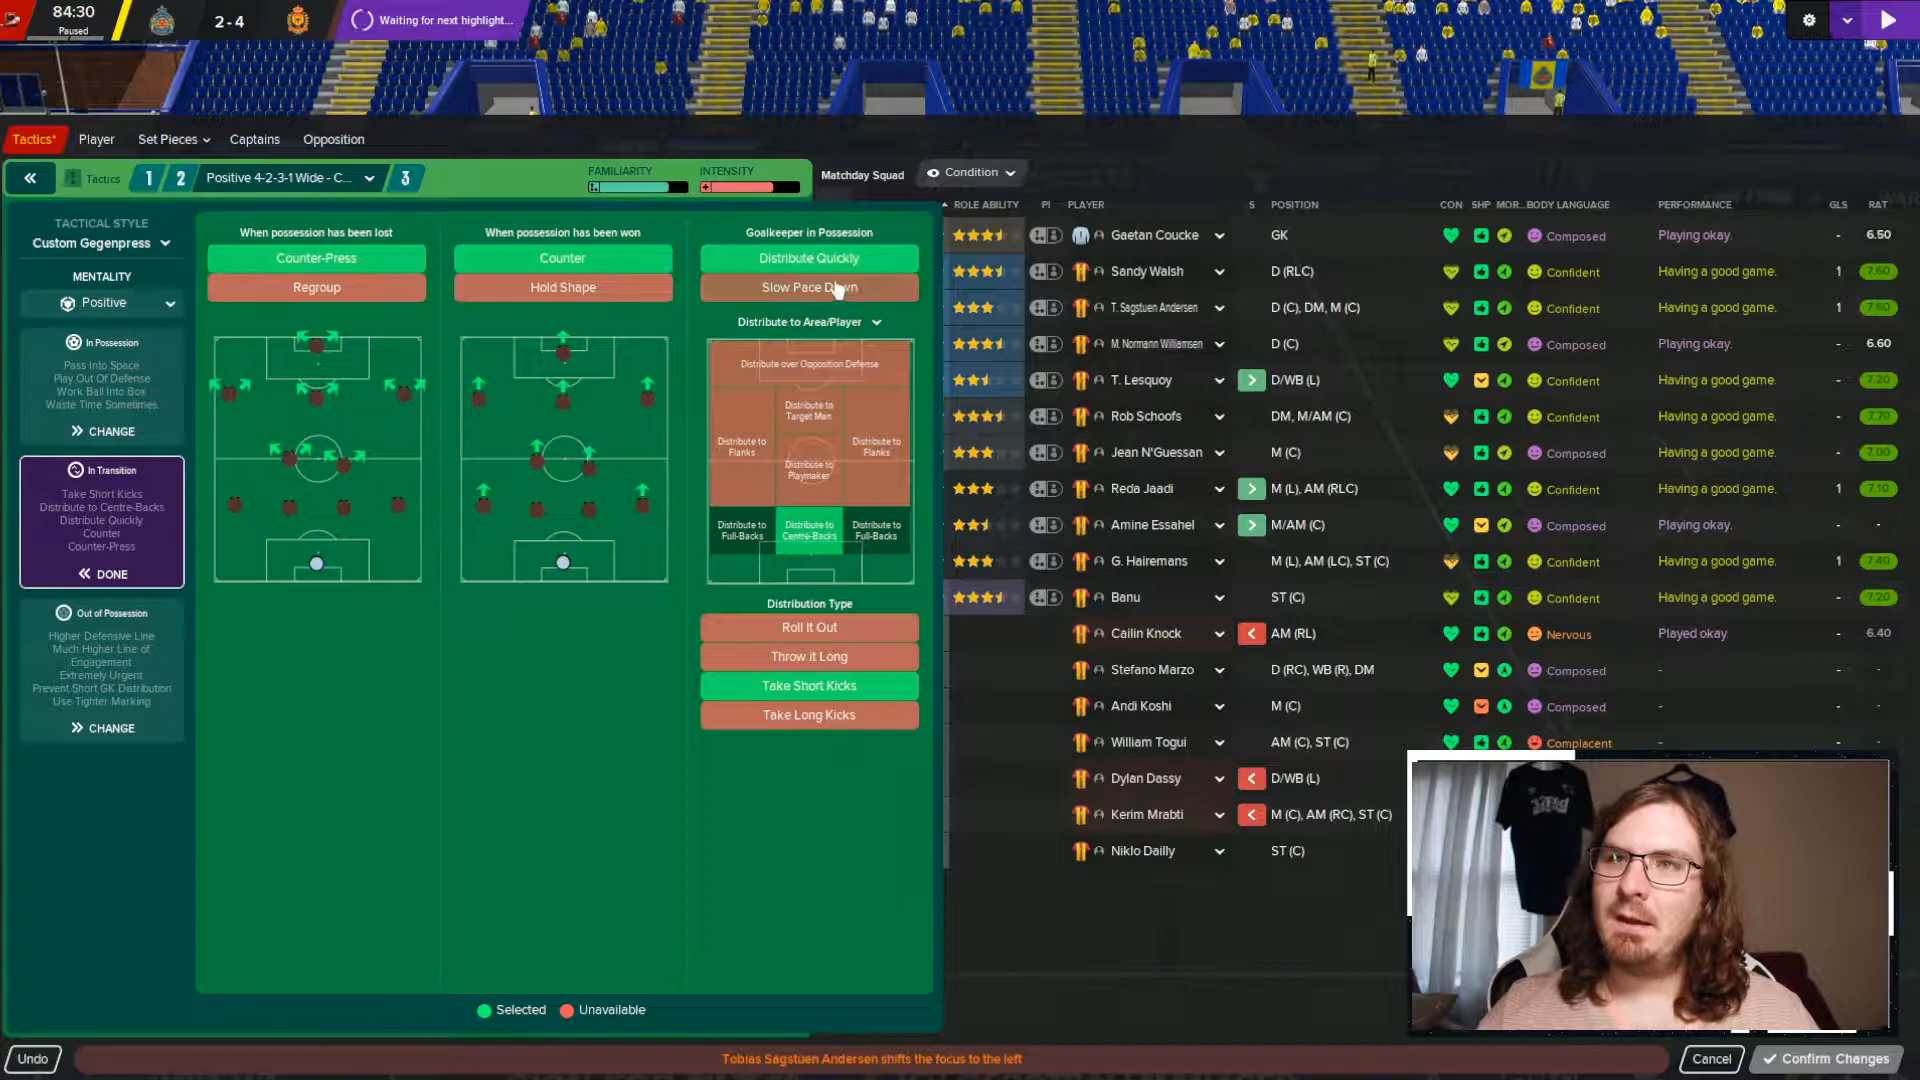 84:30
Paused
2 - 4
Waiting for next highlight...
Tactics*
Player
Set Pieces
Captains
Opposition
Tactics
1
2
Positive 4-2-3-1 Wide - C...
3
FAMILIARITY
INTENSITY
Matchday Squad
Condition
TACTICAL STYLE
Custom Gegenpress
MENTALITY
Positive
In Possession
Pass Into Space
Play Out Of Defense
Work Ball Into Box
Waste Time Sometimes
CHANGE
In Transition
Take Short Kicks
Distribute to Centre-Backs
Distribute Quickly
Counter
Counter-Press
DONE
Out of Possession
Higher Defensive Line
Much Higher Line of
Engagement
Extremely Urgent
Prevent Short GK Distribution
Use Tighter Marking
CHANGE
When possession has been lost
Counter-Press
Regroup
When possession has been won
Counter
Hold Shape
Goalkeeper in Possession
Distribute Quickly
Slow Pace Down
Distribute to Area/Player
Distribute over Opposition Defense
Distribute to
Target Man
Distribute to
Flanks
Distribute to
Playmaker
Distribute to
Flanks
Distribute to
Full-Backs
Distribute to
Centre-Backs
Distribute to
Full-Backs
Distribution Type
Roll It Out
Throw it Long
Take Short Kicks
Take Long Kicks
Selected
Unavailable
ROLE ABILITY PI PLAYER S POSITION CON SHP MOR... BODY LANGUAGE PERFORMANCE GLS RAT
Gaetan Coucke GK Composed Playing okay. - 6.50
Sandy Walsh D (RLC) Confident Having a good game. 1 7.60
T. Sagstuen Andersen D (C), DM, M (C) Confident Having a good game. 1 7.60
M. Normann Williamsen D (C) Composed Playing okay. - 6.60
T. Lesquoy D/WB (L) Confident Having a good game. - 7.20
Rob Schoofs DM, M/AM (C) Confident Having a good game. - 7.70
Jean N'Guessan M (C) Composed Having a good game. - 7.00
Reda Jaadi M (L), AM (RLC) Confident Having a good game. 1 7.10
Amine Essahel M/AM (C) Composed Playing okay. - -
G. Hairemans M (L), AM (LC), ST (C) Confident Having a good game. 1 7.40
Banu ST (C) Confident Having a good game. - 7.20
Cailin Knock AM (RL) Nervous Played okay. - 6.40
Stefano Marzo D (RC), WB (R), DM Composed - - -
Andi Koshi M (C) Composed - - -
William Togui AM (C), ST (C) Complacent - - -
Dylan Dassy D/WB (L)
Kerim Mrabti M (C), AM (RC), ST (C)
Niklo Dailly ST (C)
Undo
Tobias Sagstuen Andersen shifts the focus to the left
Cancel
Confirm Changes